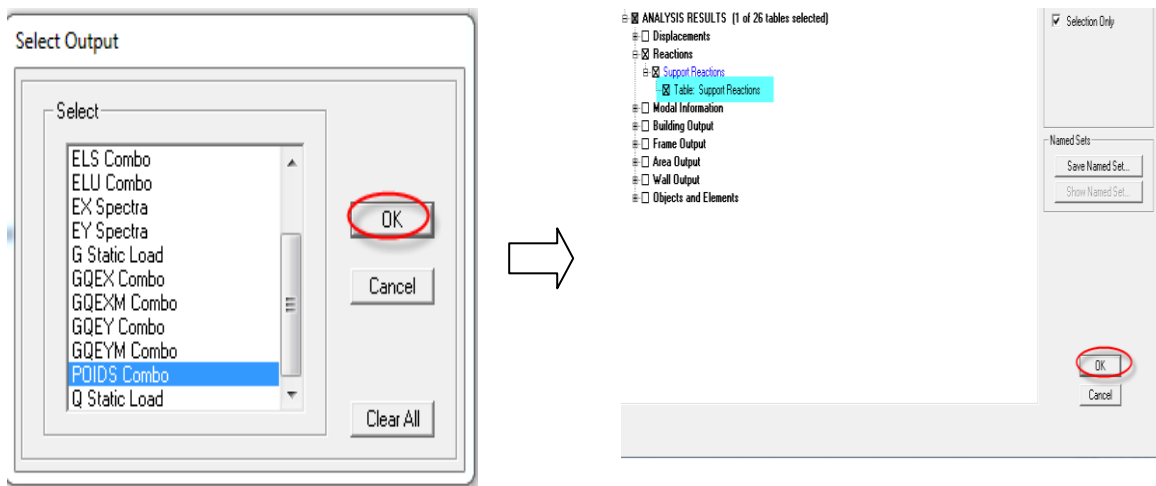 Select Output
Select
ELS Combo
ELU Combo
EX Spectra
EY Spectra
G Static Load
GQEX Combo
GQEXM Combo
GQEY Combo
GQEYM Combo
POIDS Combo
Q Static Load
OK
Cancel
Clear All
ANALYSIS RESULTS (1 of 26 tables selected)
Displacements
Reactions
Support Reactions
Table: Support Reactions
Modal Information
Building Output
Frame Output
Area Output
Wall Output
Objects and Elements
Selection Only
Named Sets
Save Named Set...
Show Named Set...
OK
Cancel